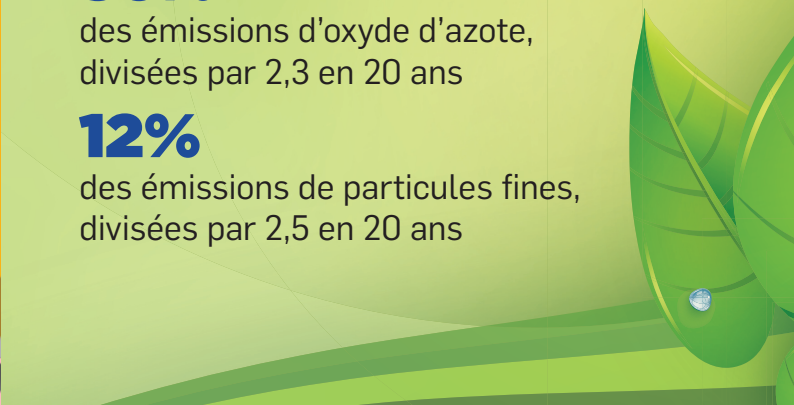 des émissions d’oxyde d’azote,
divisées par 2,3 en 20 ans
12%
des émissions de particules fines,
divisées par 2,5 en 20 ans